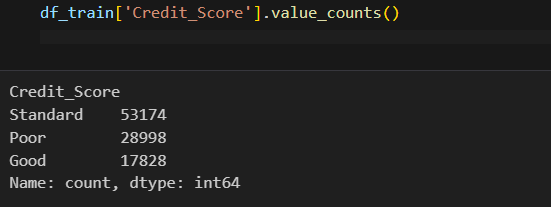 df_train['Credit_Score'].value_counts()
Credit_Score
Standard    53174
Poor        28998
Good        17828
Name: count, dtype: int64